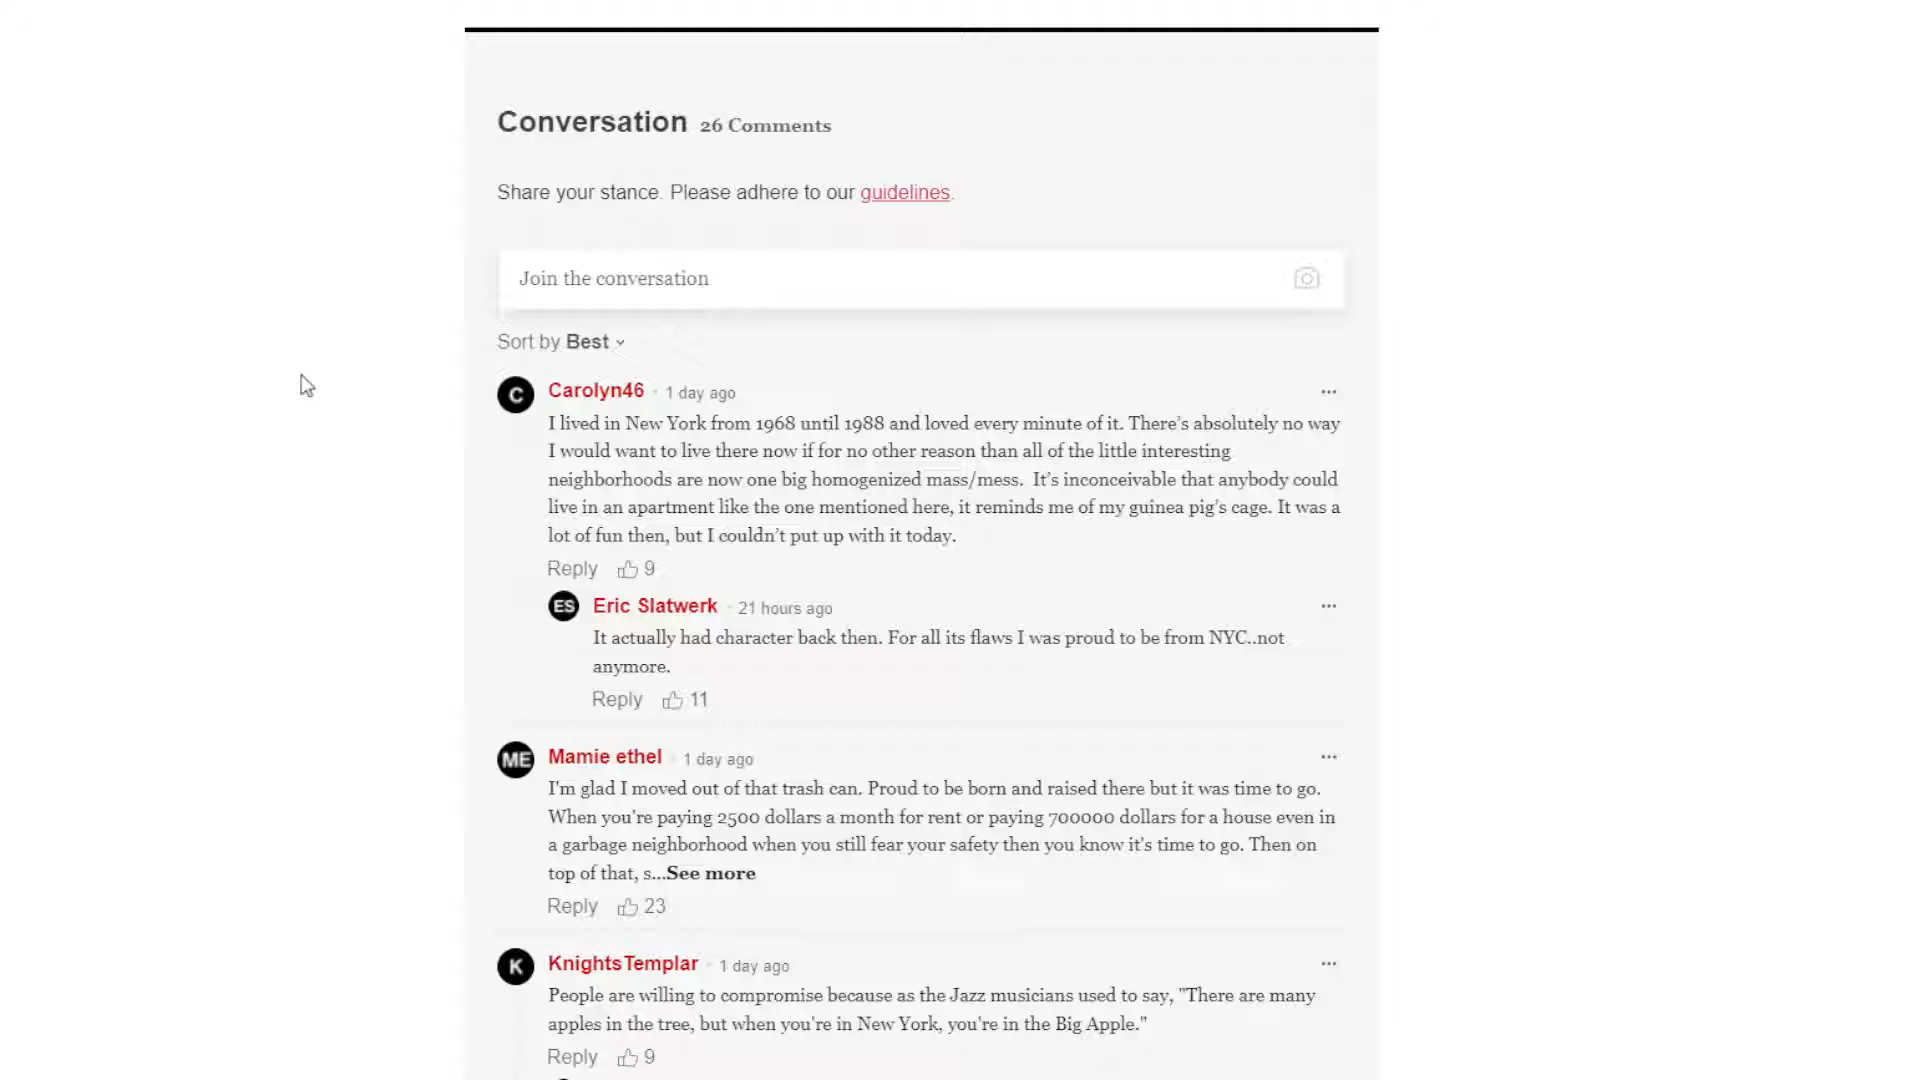 Conversation 26 Comments
Share your stance. Please adhere to our guidelines.
Join the conversation
Sort by Best
C Carolyn46 · 1 day ago ...
I lived in New York from 1968 until 1988 and loved every minute of it. There's absolutely no way
I would want to live there now if for no other reason than all of the little interesting
neighborhoods are now one big homogenized mass/mess. It's inconceivable that anybody could
live in an apartment like the one mentioned here, it reminds me of my guinea pig's cage. It was a
lot of fun then, but I couldn't put up with it today.
Reply 9
ES Eric Slatwerk · 21 hours ago ...
It actually had character back then. For all its flaws I was proud to be from NYC..not
anymore.
Reply 11
ME Mamie ethel · 1 day ago ...
I'm glad I moved out of that trash can. Proud to be born and raised there but it was time to go.
When you're paying 2500 dollars a month for rent or paying 700000 dollars for a house even in
a garbage neighborhood when you still fear your safety then you know it's time to go. Then on
top of that, s...See more
Reply 23
K KnightsTemplar · 1 day ago ...
People are willing to compromise because as the Jazz musicians used to say, "There are many
apples in the tree, but when you're in New York, you're in the Big Apple."
Reply 9